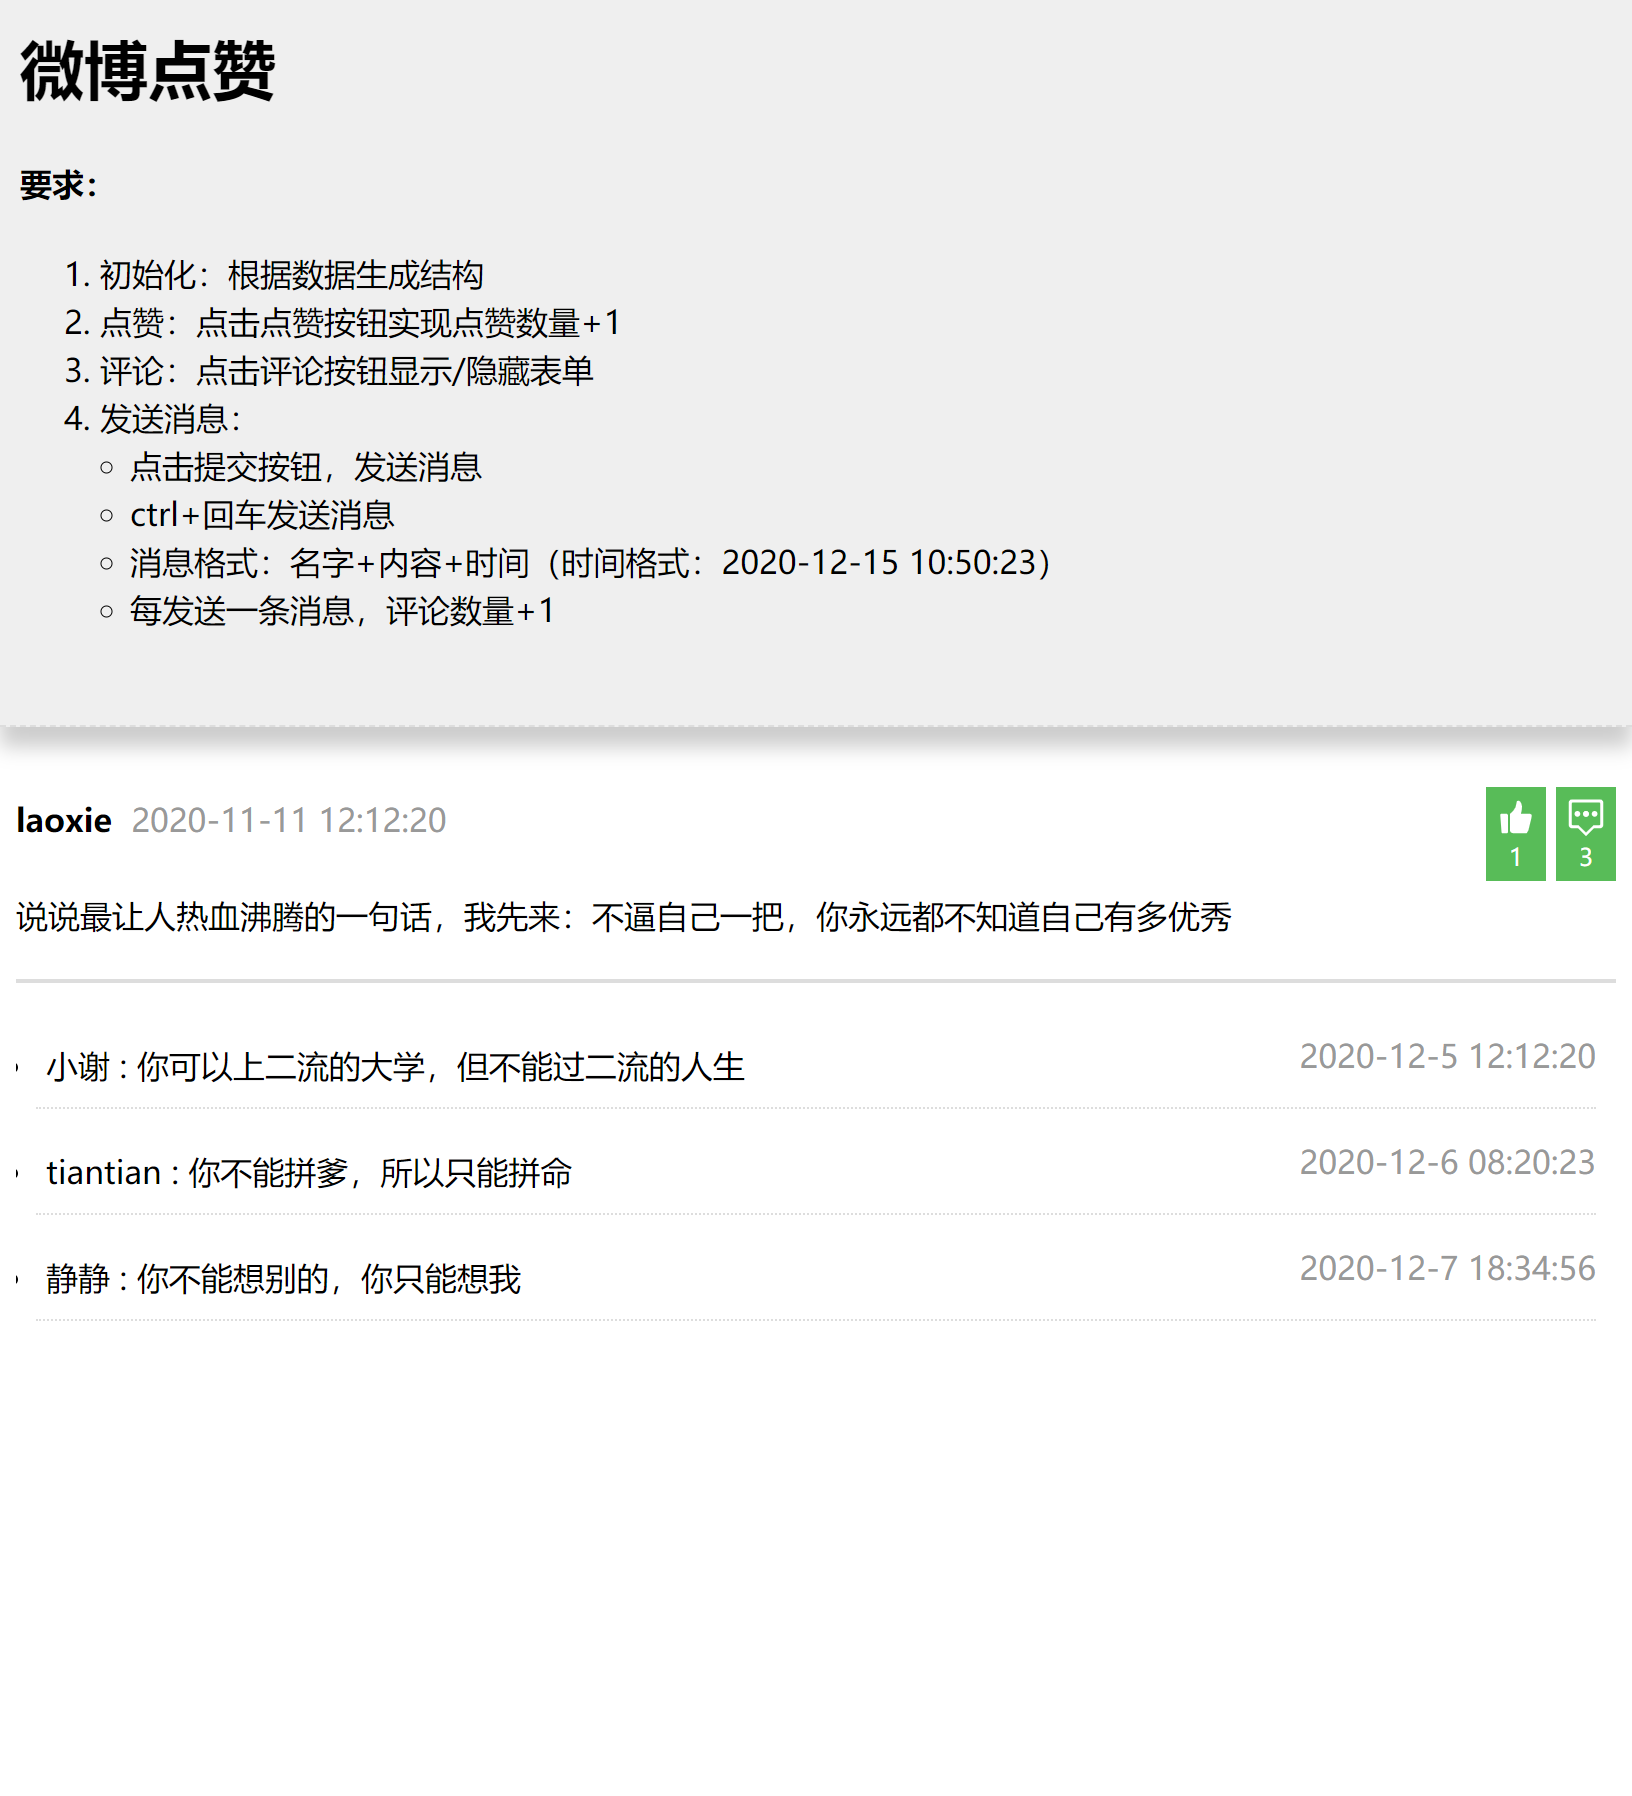 微博点赞
要求：
1. 初始化：根据数据生成结构
2. 点赞：点击点赞按钮实现点赞数量+1
3. 评论：点击评论按钮显示/隐藏表单
4. 发送消息：
点击提交按钮，发送消息
ctrl+回车发送消息
消息格式：名字+内容+时间（时间格式：2020-12-15 10:50:23）
每发送一条消息，评论数量+1
laoxie 2020-11-11 12:12:20
1 3
说说最让人热血沸腾的一句话，我先来：不逼自己一把，你永远都不知道自己有多优秀
小谢 : 你可以上二流的大学，但不能过二流的人生 2020-12-5 12:12:20
tiantian : 你不能拼爹，所以只能拼命 2020-12-6 08:20:23
静静 : 你不能想别的，你只能想我 2020-12-7 18:34:56